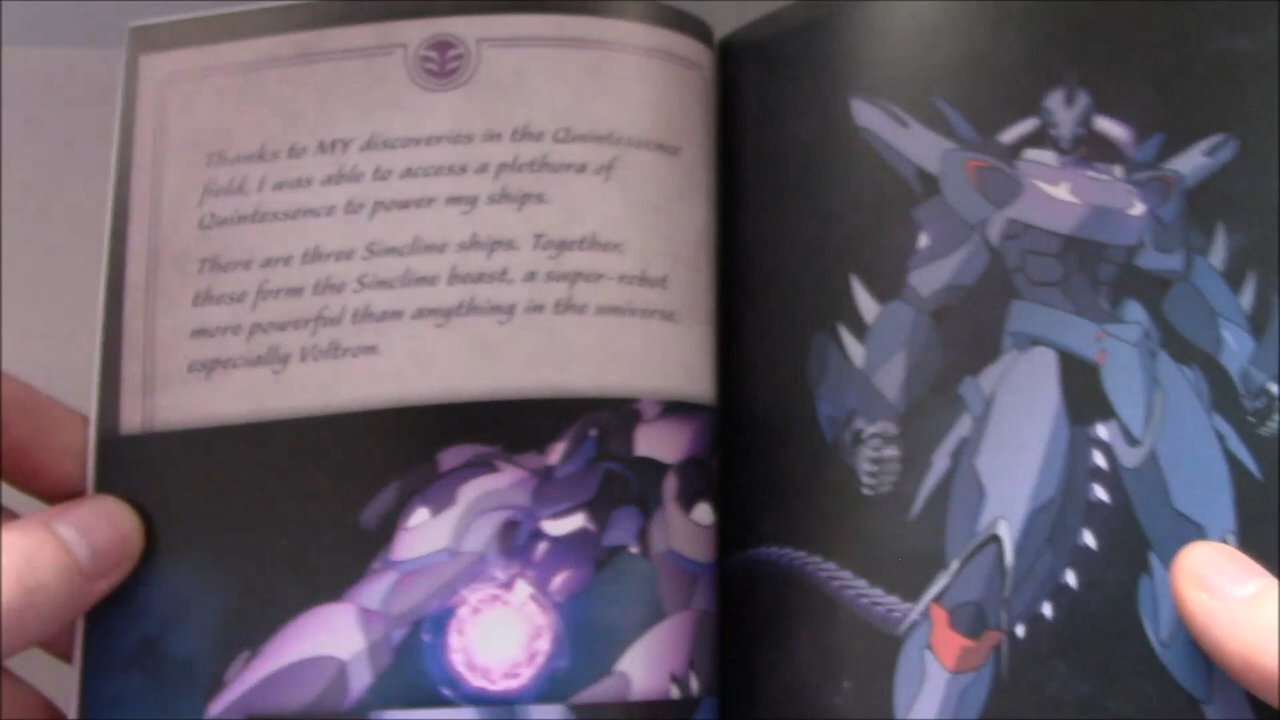 Thanks to MY discoveries in the Quintessence
field, I was able to access a plethora of
Quintessence to power my ships.
There are three Sincline ships. Together,
these form the Sincline beast, a super-robot
more powerful than anything in the universe,
especially Voltron.